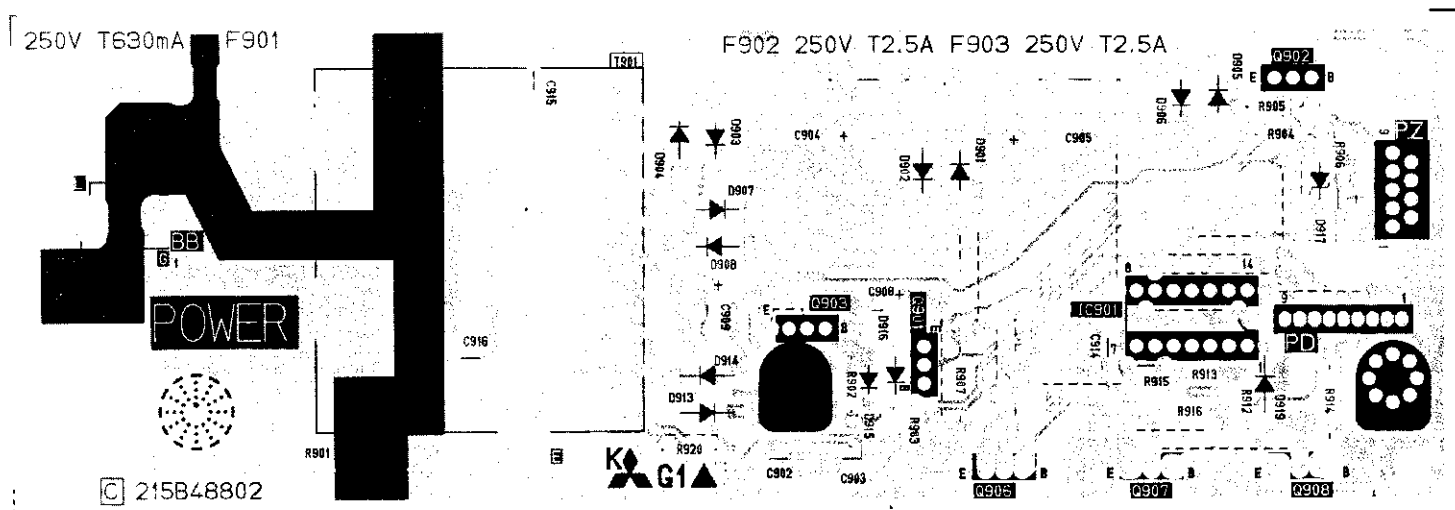 250V T630mA F901
F902 250V T2.5A F903 250V T2.5A
T901
C915
D905
Q902
E B
D906
R905
R904
C904 +
+ C905
D903
D904
D902
D901
R906
9 PZ
D907
D917
BB
G 1
D908
+
C909
C908 +
8 14
POWER
E Q903 B
D916
E
B
IC901
9 1
PD
C916
C914
7
D914
R902
R907
R915
R913
D913
D915
R903
R916
R912
D919
R914
R901
R920
C902
C903
K G1
E B
Q906
B
Q907
E B
Q908
C 215B48802